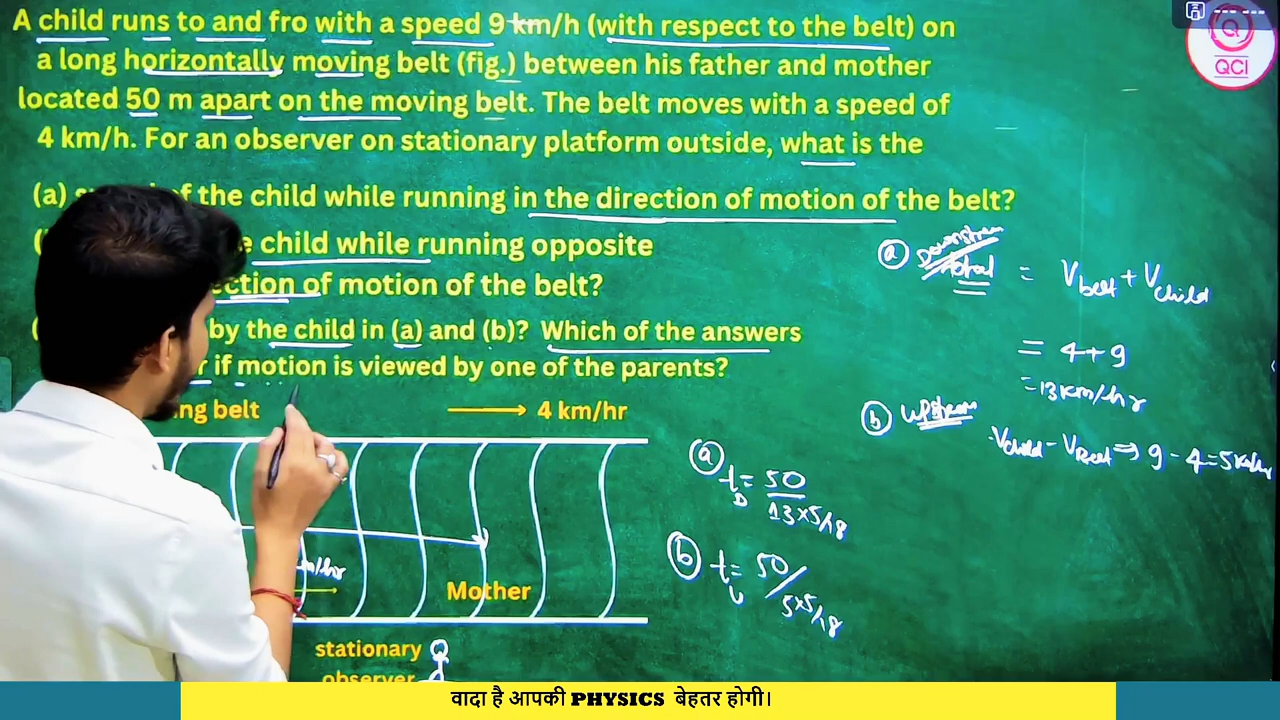 A child runs to and fro with a speed 9 km/h (with respect to the belt) on
a long horizontally moving belt (fig.) between his father and mother
located 50 m apart on the moving belt. The belt moves with a speed of
4 km/h. For an observer on stationary platform outside, what is the
(a) of the child while running in the direction of motion of the belt?
child while running opposite
of motion of the belt?
by the child in (a) and (b)? Which of the answers
if motion is viewed by one of the parents?
belt
4 km/hr
Mother
stationary
observer
(a) Downstream
= Vbelt + Vchild
= 4 + 9
= 13 km/hr
(b) Upstream
Vchild - VBelt ⇒ 9 - 4 = 5 km/hr
(a) tD = 50
13×5/18
(b) tU = 50/
5×5/18
QCI
वादा है आपकी PHYSICS बेहतर होगी।